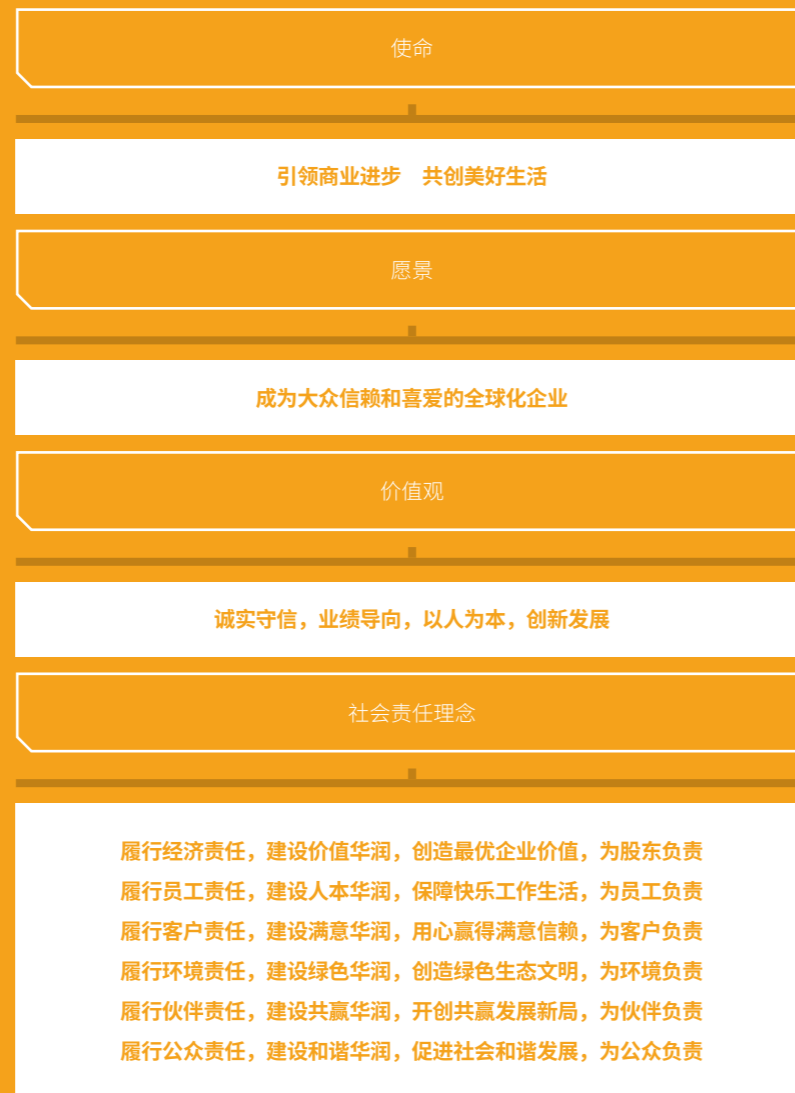 使命
引领商业进步　共创美好生活
愿景
成为大众信赖和喜爱的全球化企业
价值观
诚实守信，业绩导向，以人为本，创新发展
社会责任理念
履行经济责任，建设价值华润，创造最优企业价值，为股东负责
履行员工责任，建设人本华润，保障快乐工作生活，为员工负责
履行客户责任，建设满意华润，用心赢得满意信赖，为客户负责
履行环境责任，建设绿色华润，创造绿色生态文明，为环境负责
履行伙伴责任，建设共赢华润，开创共赢发展新局，为伙伴负责
履行公众责任，建设和谐华润，促进社会和谐发展，为公众负责